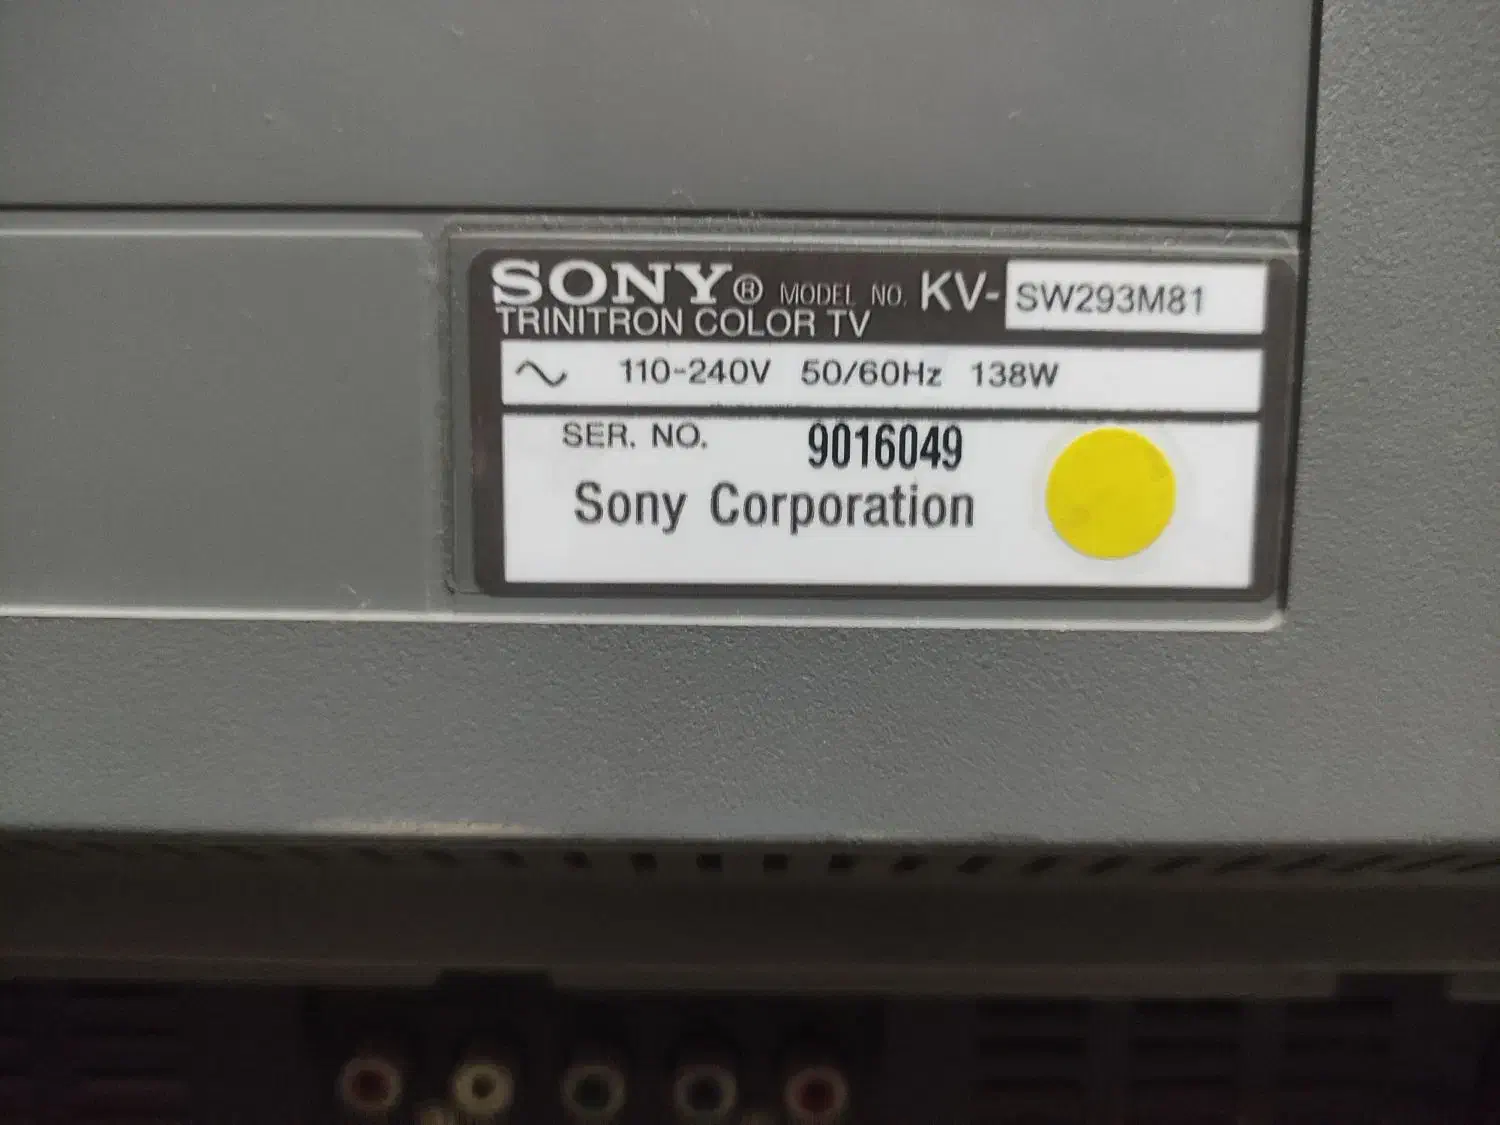 SONY® MODEL NO. KV-SW293M81
TRINITRON COLOR TV
110-240V 50/60Hz 138W
SER. NO. 9016049
Sony Corporation